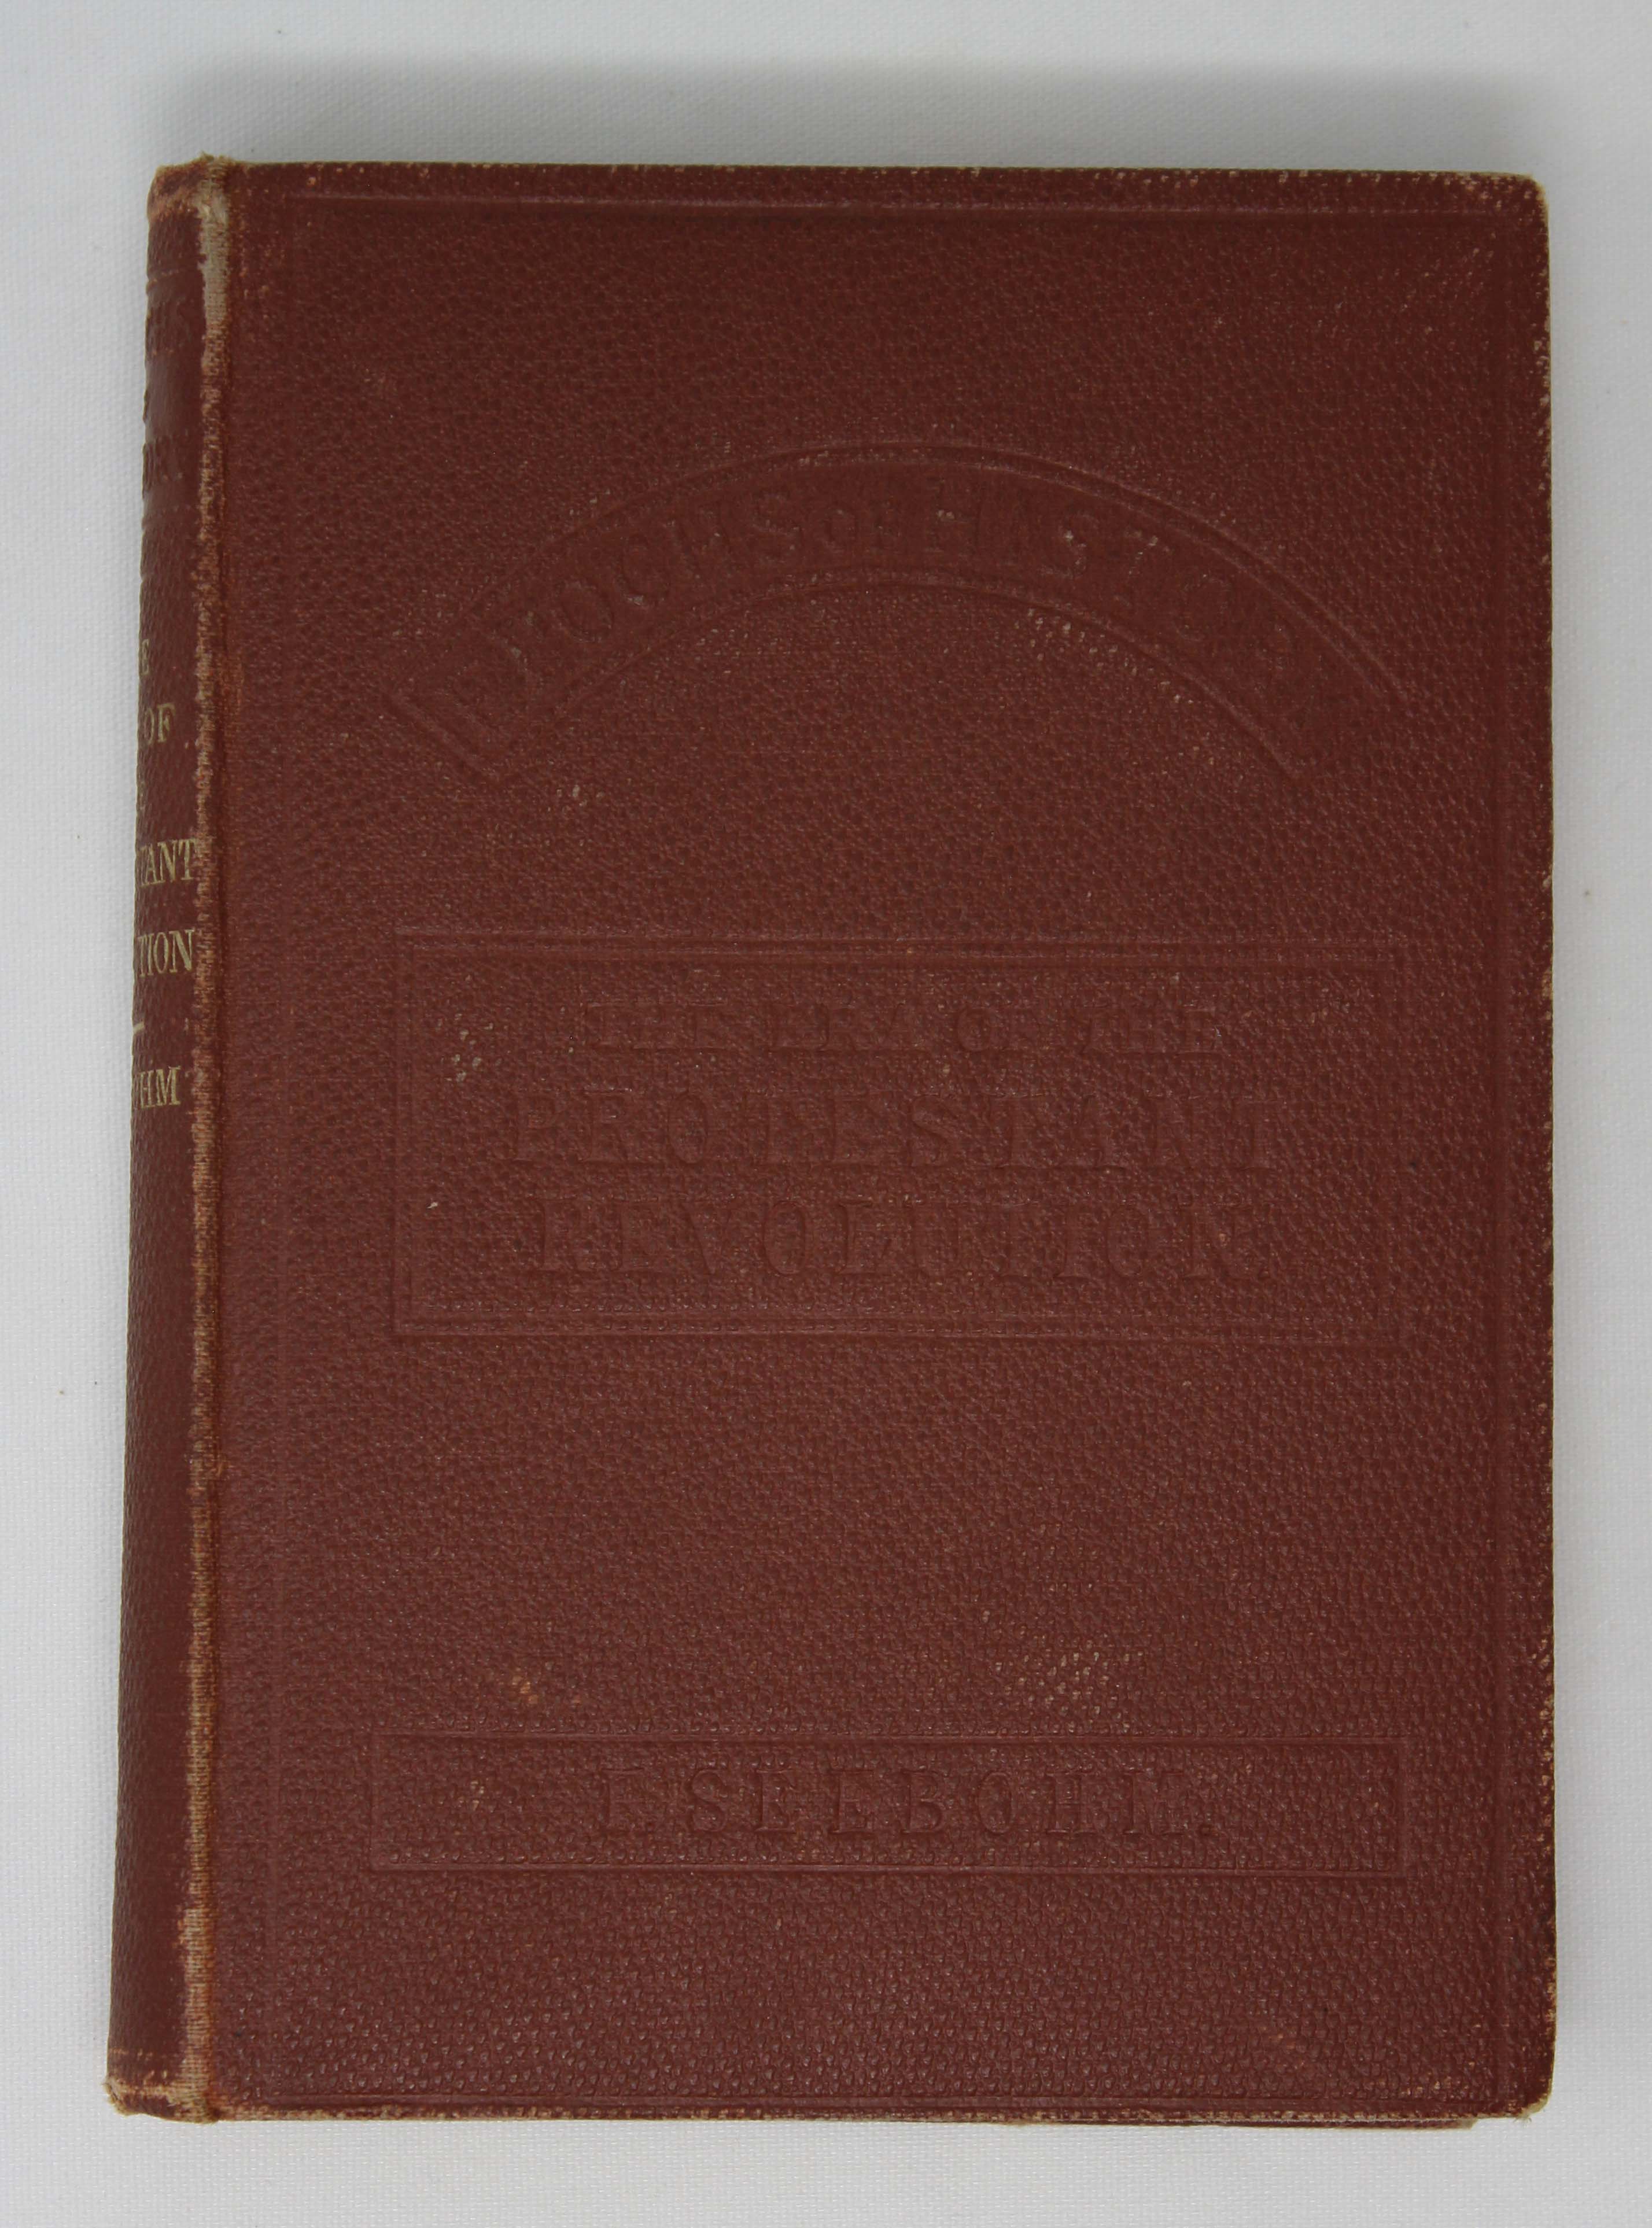 EPOCHS OF HISTORY
THE ERA OF THE
PROTESTANT
REVOLUTION.
F. SEEBOHM.
E
OF
TANT
TION
HM